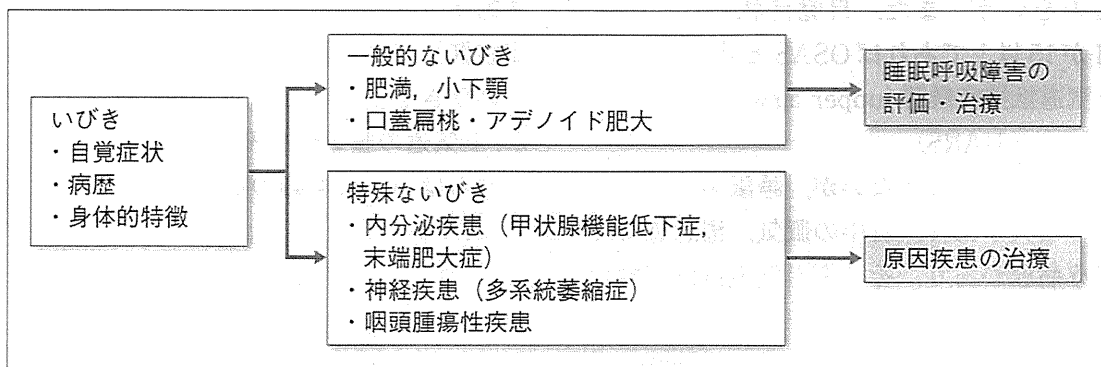 いびき
・自覚症状
・病歴
・身体的特徴
一般的ないびき
・肥満，小下顎
・口蓋扁桃・アデノイド肥大
睡眠呼吸障害の
評価・治療
特殊ないびき
・内分泌疾患（甲状腺機能低下症，
末端肥大症）
・神経疾患（多系統萎縮症）
・咽頭腫瘍性疾患
原因疾患の治療